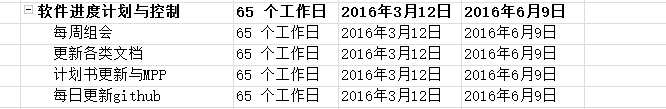 软件进度计划与控制 65 个工作日 2016年3月12日 2016年6月9日
每周组会 65 个工作日 2016年3月12日 2016年6月9日
更新各类文档 65 个工作日 2016年3月12日 2016年6月9日
计划书更新与MPP 65 个工作日 2016年3月12日 2016年6月9日
每日更新github 65 个工作日 2016年3月12日 2016年6月9日